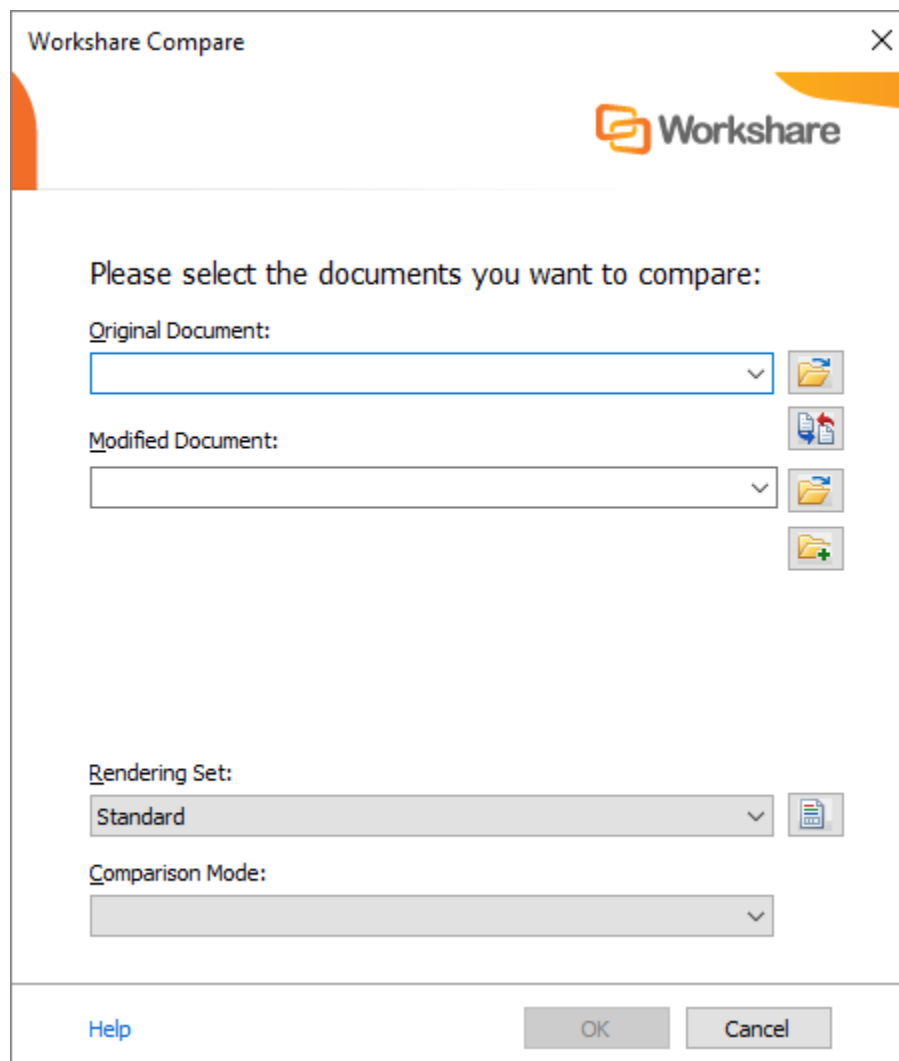 Workshare Compare
Workshare
Please select the documents you want to compare:
Original Document:
Modified Document:
Rendering Set:
Standard
Comparison Mode:
Help OK Cancel